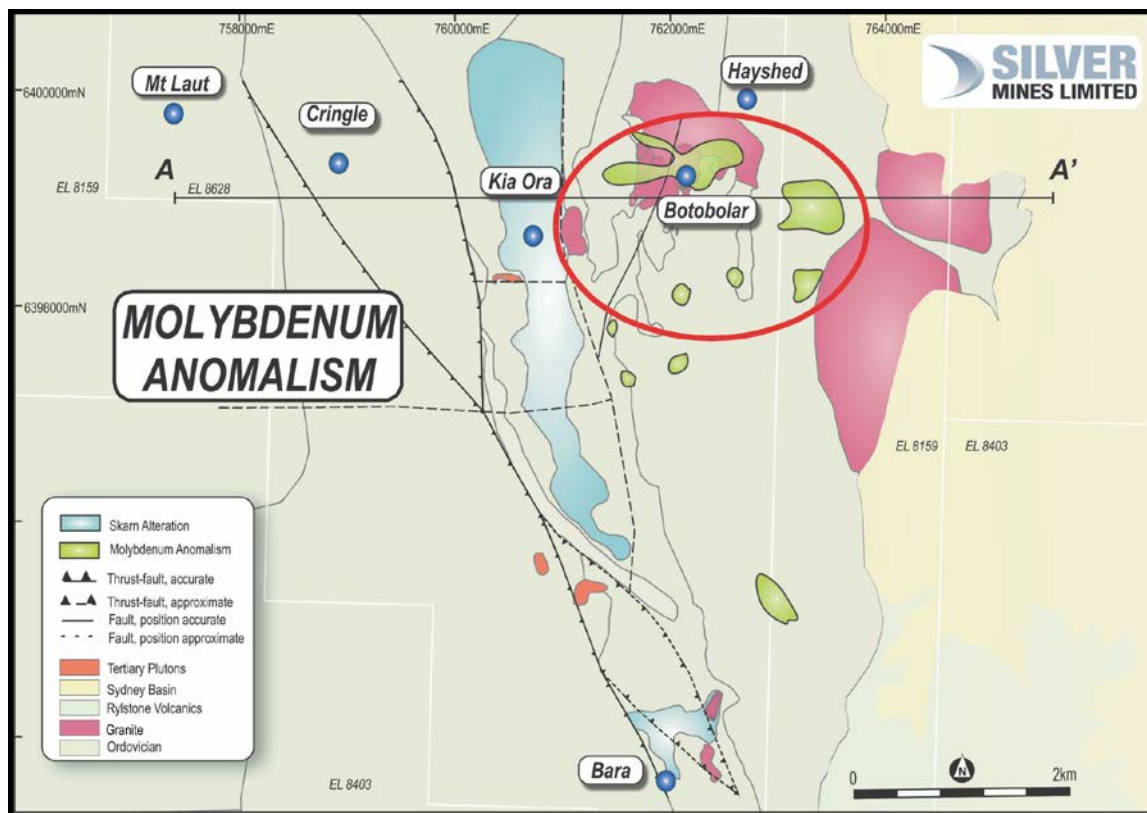 758000mE
760000mE
762000mE
764000mE
SILVER
MINES LIMITED
6400000mN
Mt Laut
Cringle
Hayshed
Kia Ora
A
A'
EL 8159
EL 8628
Botobolar
6398000mN
MOLYBDENUM
ANOMALISM
EL 8159
EL 8403
Skarn Alteration
Molybdenum Anomalism
Thrust-fault, accurate
Thrust-fault, approximate
Fault, position accurate
Fault, position approximate
Tertiary Plutons
Sydney Basin
Rylstone Volcanics
Granite
Ordovician
EL 8403
Bara
N
0
2km